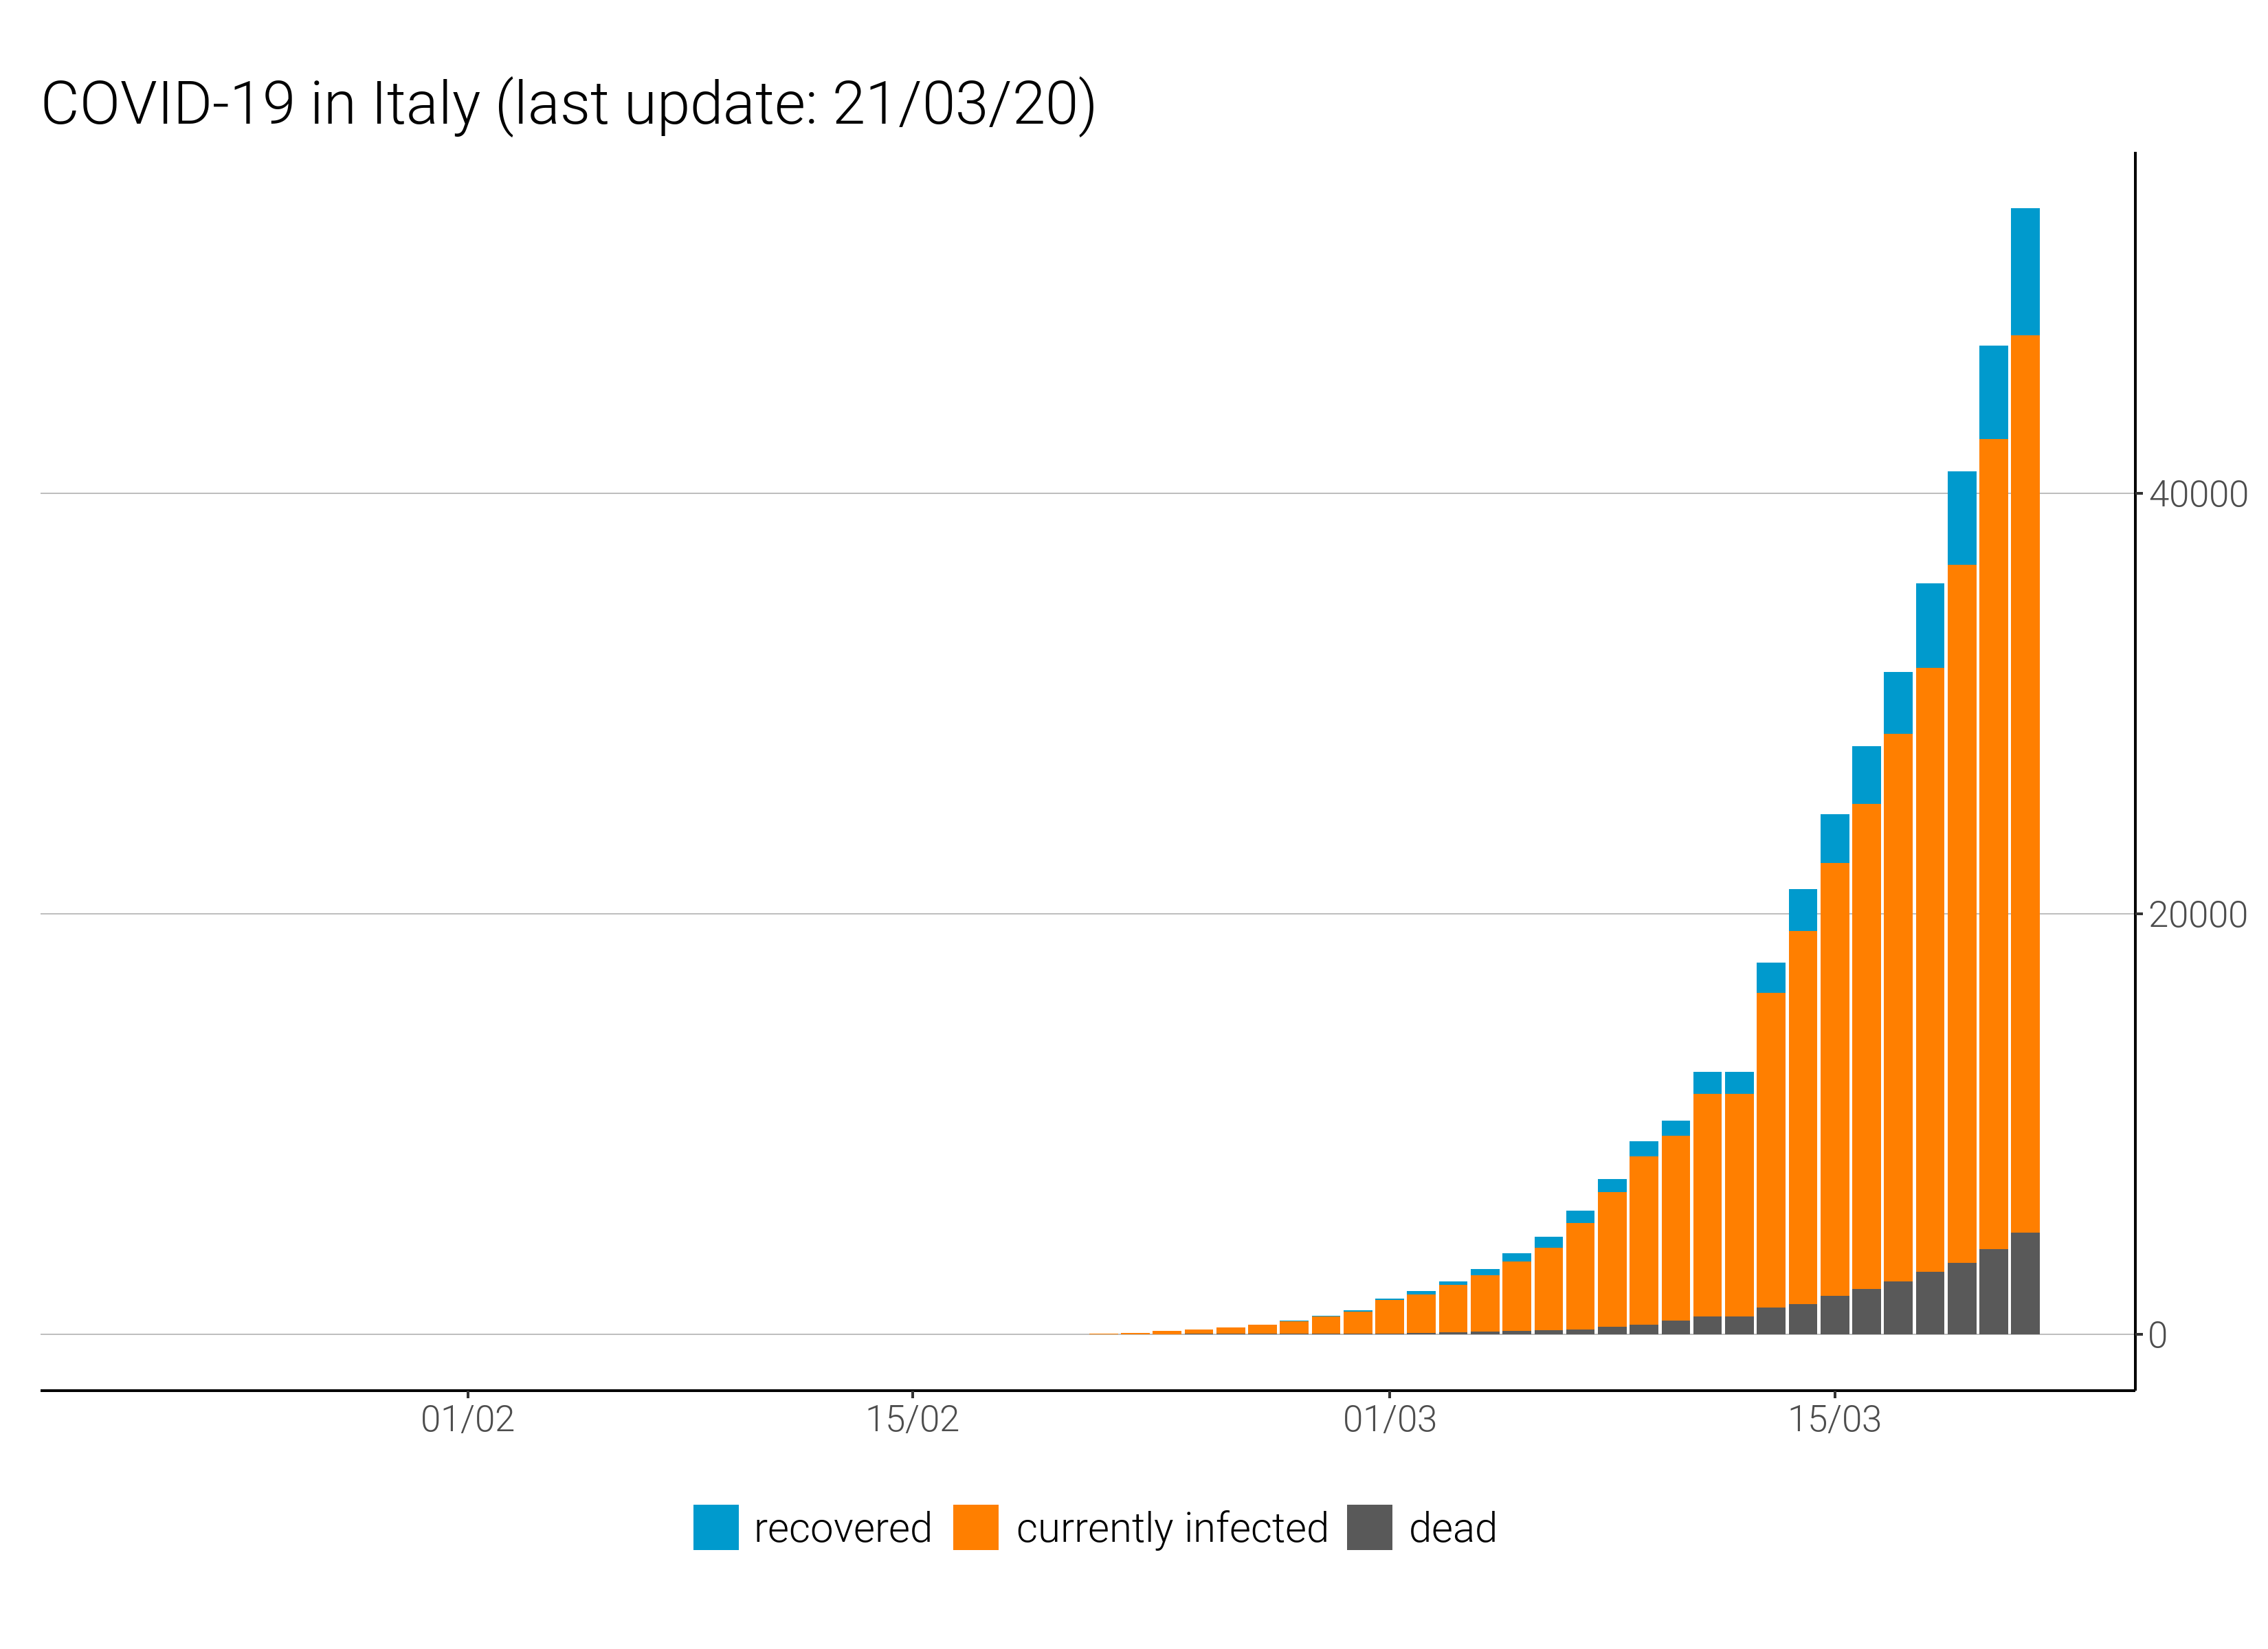 COVID-19 in Italy (last update: 21/03/20)
40000
20000
0
01/02 15/02 01/03 15/03
recovered currently infected dead